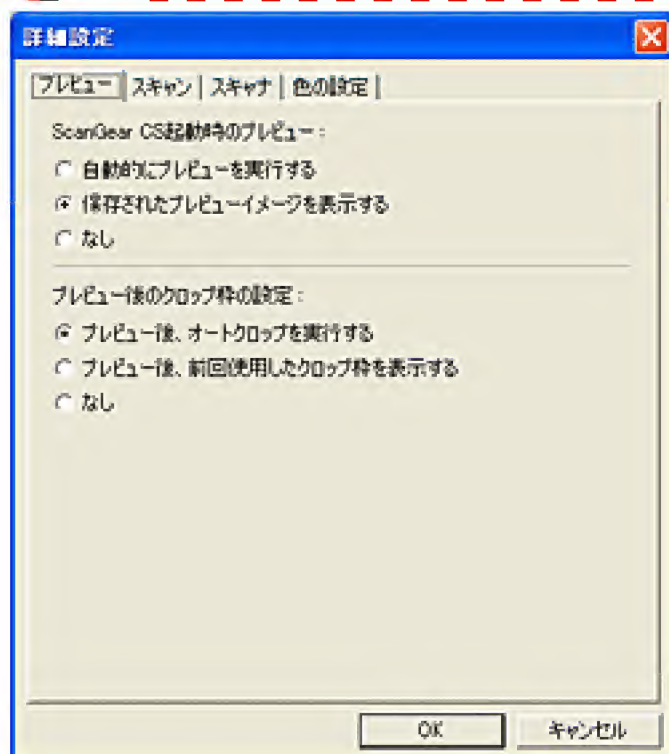 詳細設定
プレビュー スキャン スキャナ 色の設定
ScanGear CS起動時のプレビュー：
自動的にプレビューを実行する
保存されたプレビューイメージを表示する
なし
プレビュー後のクロップ枠の設定：
プレビュー後、オートクロップを実行する
プレビュー後、前回使用したクロップ枠を表示する
なし
OK キャンセル